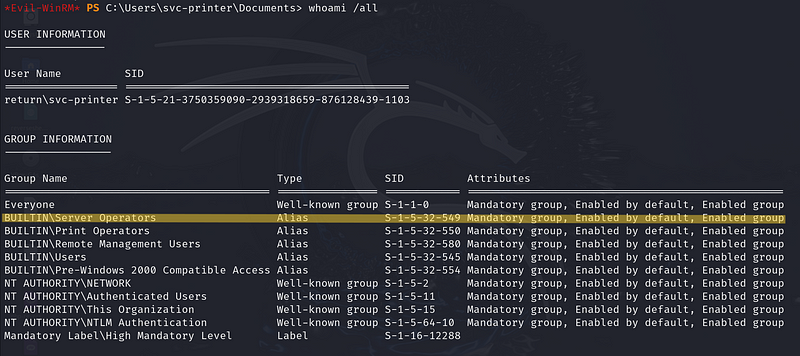 *Evil-WinRM* PS C:\Users\svc-printer\Documents> whoami /all
USER INFORMATION
User Name SID
return\svc-printer S-1-5-21-3750359090-2939318659-876128439-1103
GROUP INFORMATION
Group Name Type SID Attributes
Everyone Well-known group S-1-1-0 Mandatory group, Enabled by default, Enabled group
BUILTIN\Server Operators Alias S-1-5-32-549 Mandatory group, Enabled by default, Enabled group
BUILTIN\Print Operators Alias S-1-5-32-550 Mandatory group, Enabled by default, Enabled group
BUILTIN\Remote Management Users Alias S-1-5-32-580 Mandatory group, Enabled by default, Enabled group
BUILTIN\Users Alias S-1-5-32-545 Mandatory group, Enabled by default, Enabled group
BUILTIN\Pre-Windows 2000 Compatible Access Alias S-1-5-32-554 Mandatory group, Enabled by default, Enabled group
NT AUTHORITY\NETWORK Well-known group S-1-5-2 Mandatory group, Enabled by default, Enabled group
NT AUTHORITY\Authenticated Users Well-known group S-1-5-11 Mandatory group, Enabled by default, Enabled group
NT AUTHORITY\This Organization Well-known group S-1-5-15 Mandatory group, Enabled by default, Enabled group
NT AUTHORITY\NTLM Authentication Well-known group S-1-5-64-10 Mandatory group, Enabled by default, Enabled group
Mandatory Label\High Mandatory Level Label S-1-16-12288